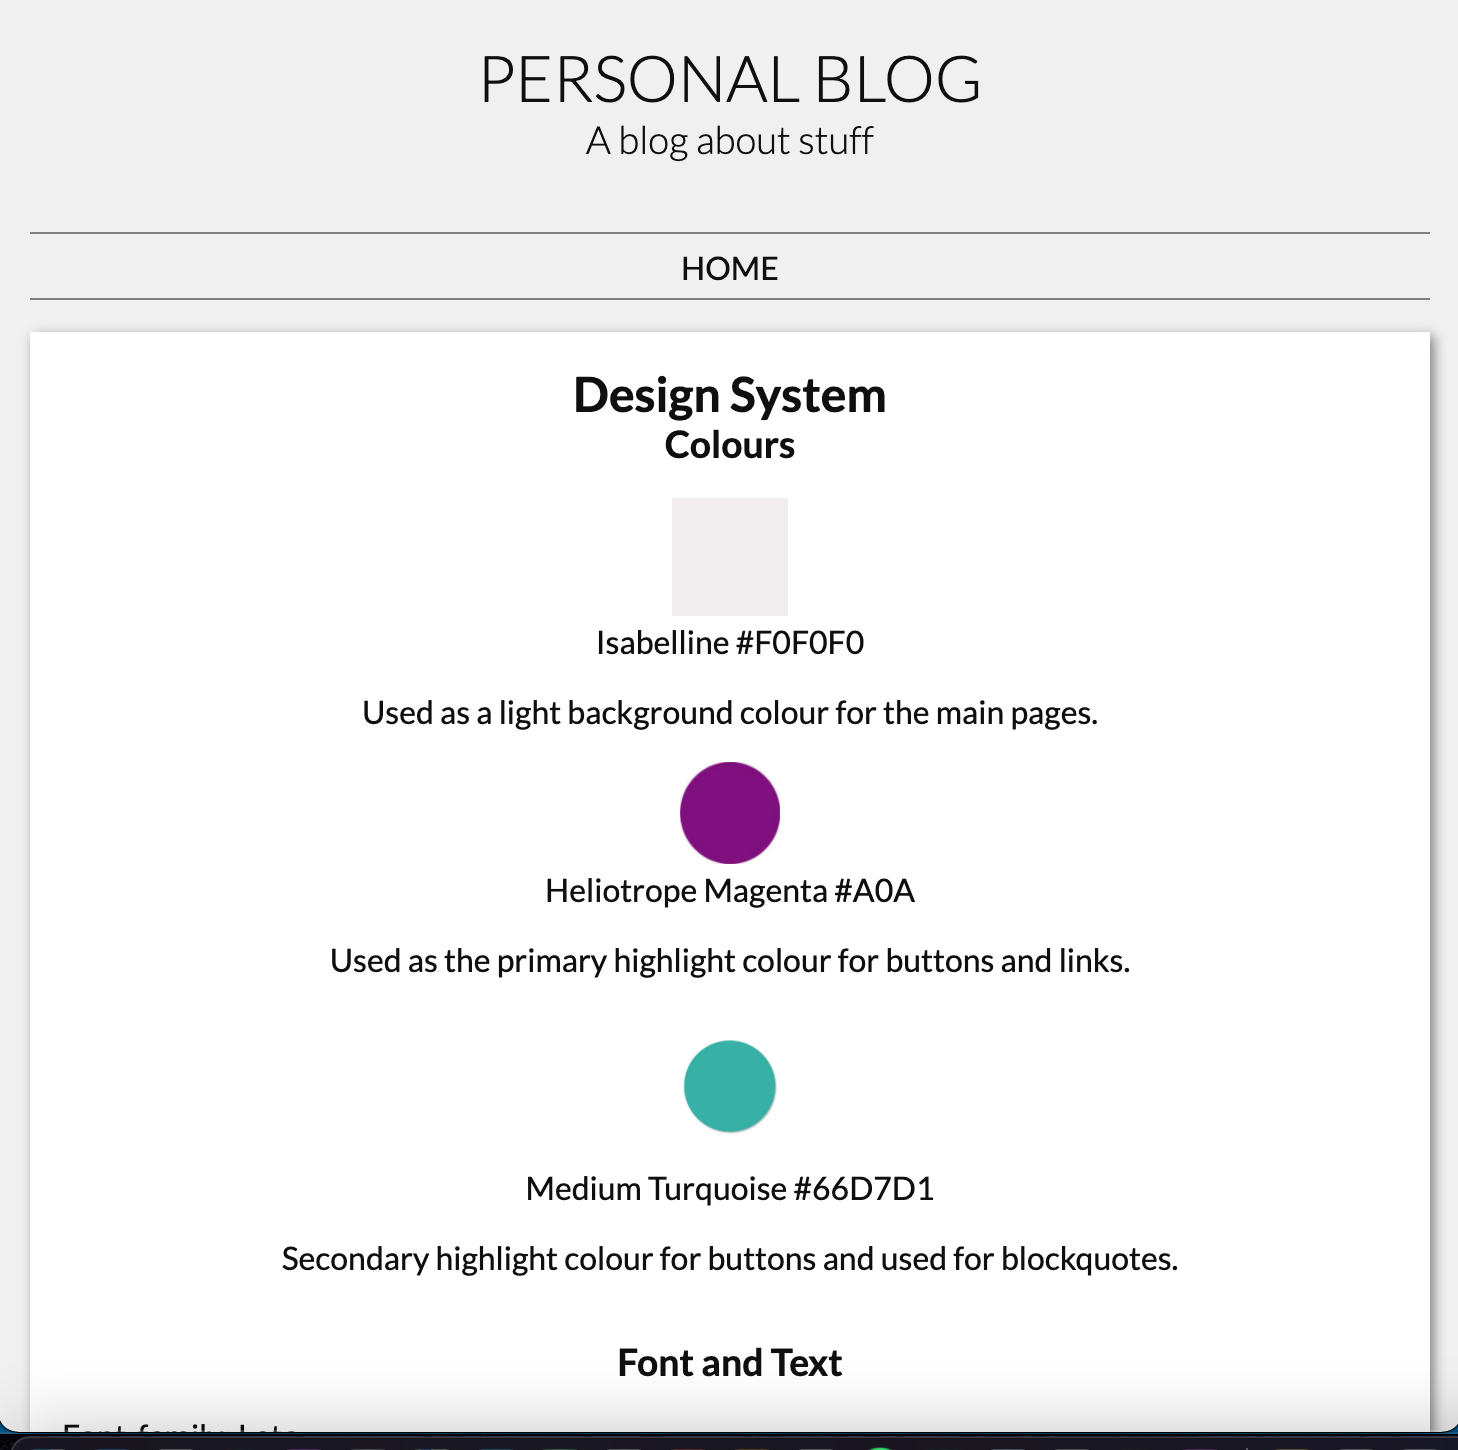 PERSONAL BLOG
A blog about stuff
HOME
Design System
Colours
Isabelline #F0F0F0
Used as a light background colour for the main pages.
Heliotrope Magenta #A0A
Used as the primary highlight colour for buttons and links.
Medium Turquoise #66D7D1
Secondary highlight colour for buttons and used for blockquotes.
Font and Text